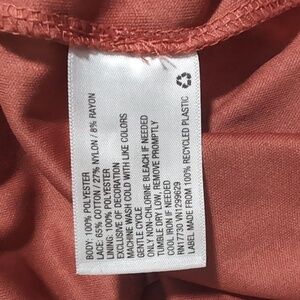 BODY: 100% POLYESTER
LACE: 65% COTTON / 27% NYLON / 8% RAYON
LINING: 100% POLYESTER
EXCLUSIVE OF DECORATION
MACHINE WASH COLD WITH LIKE COLORS
GENTLE CYCLE
ONLY NON-CHLORINE BLEACH IF NEEDED
TUMBLE DRY LOW, REMOVE PROMPTLY
COOL IRON IF NEEDED
RN17730 VN1299629
LABEL MADE FROM 100% RECYCLED PLASTIC